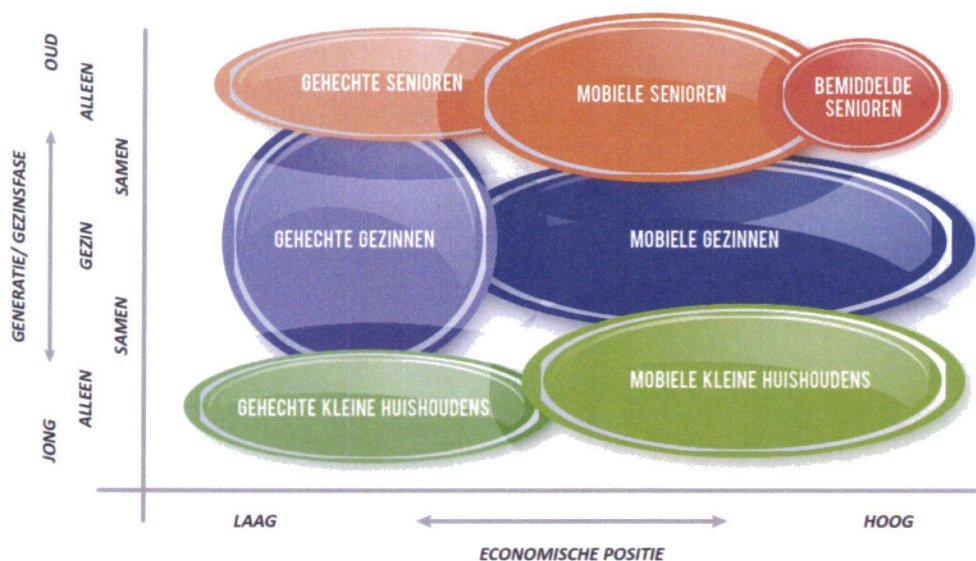 OUD
ALLEEN
SAMEN
GEZIN
SAMEN
ALLEEN
JONG
GENERATIE/ GEZINSFASE
GEHECHTE SENIOREN
MOBIELE SENIOREN
BEMIDDELDE
SENIOREN
GEHECHTE GEZINNEN
MOBIELE GEZINNEN
GEHECHTE KLEINE HUISHOUDENS
MOBIELE KLEINE HUISHOUDENS
LAAG
HOOG
ECONOMISCHE POSITIE